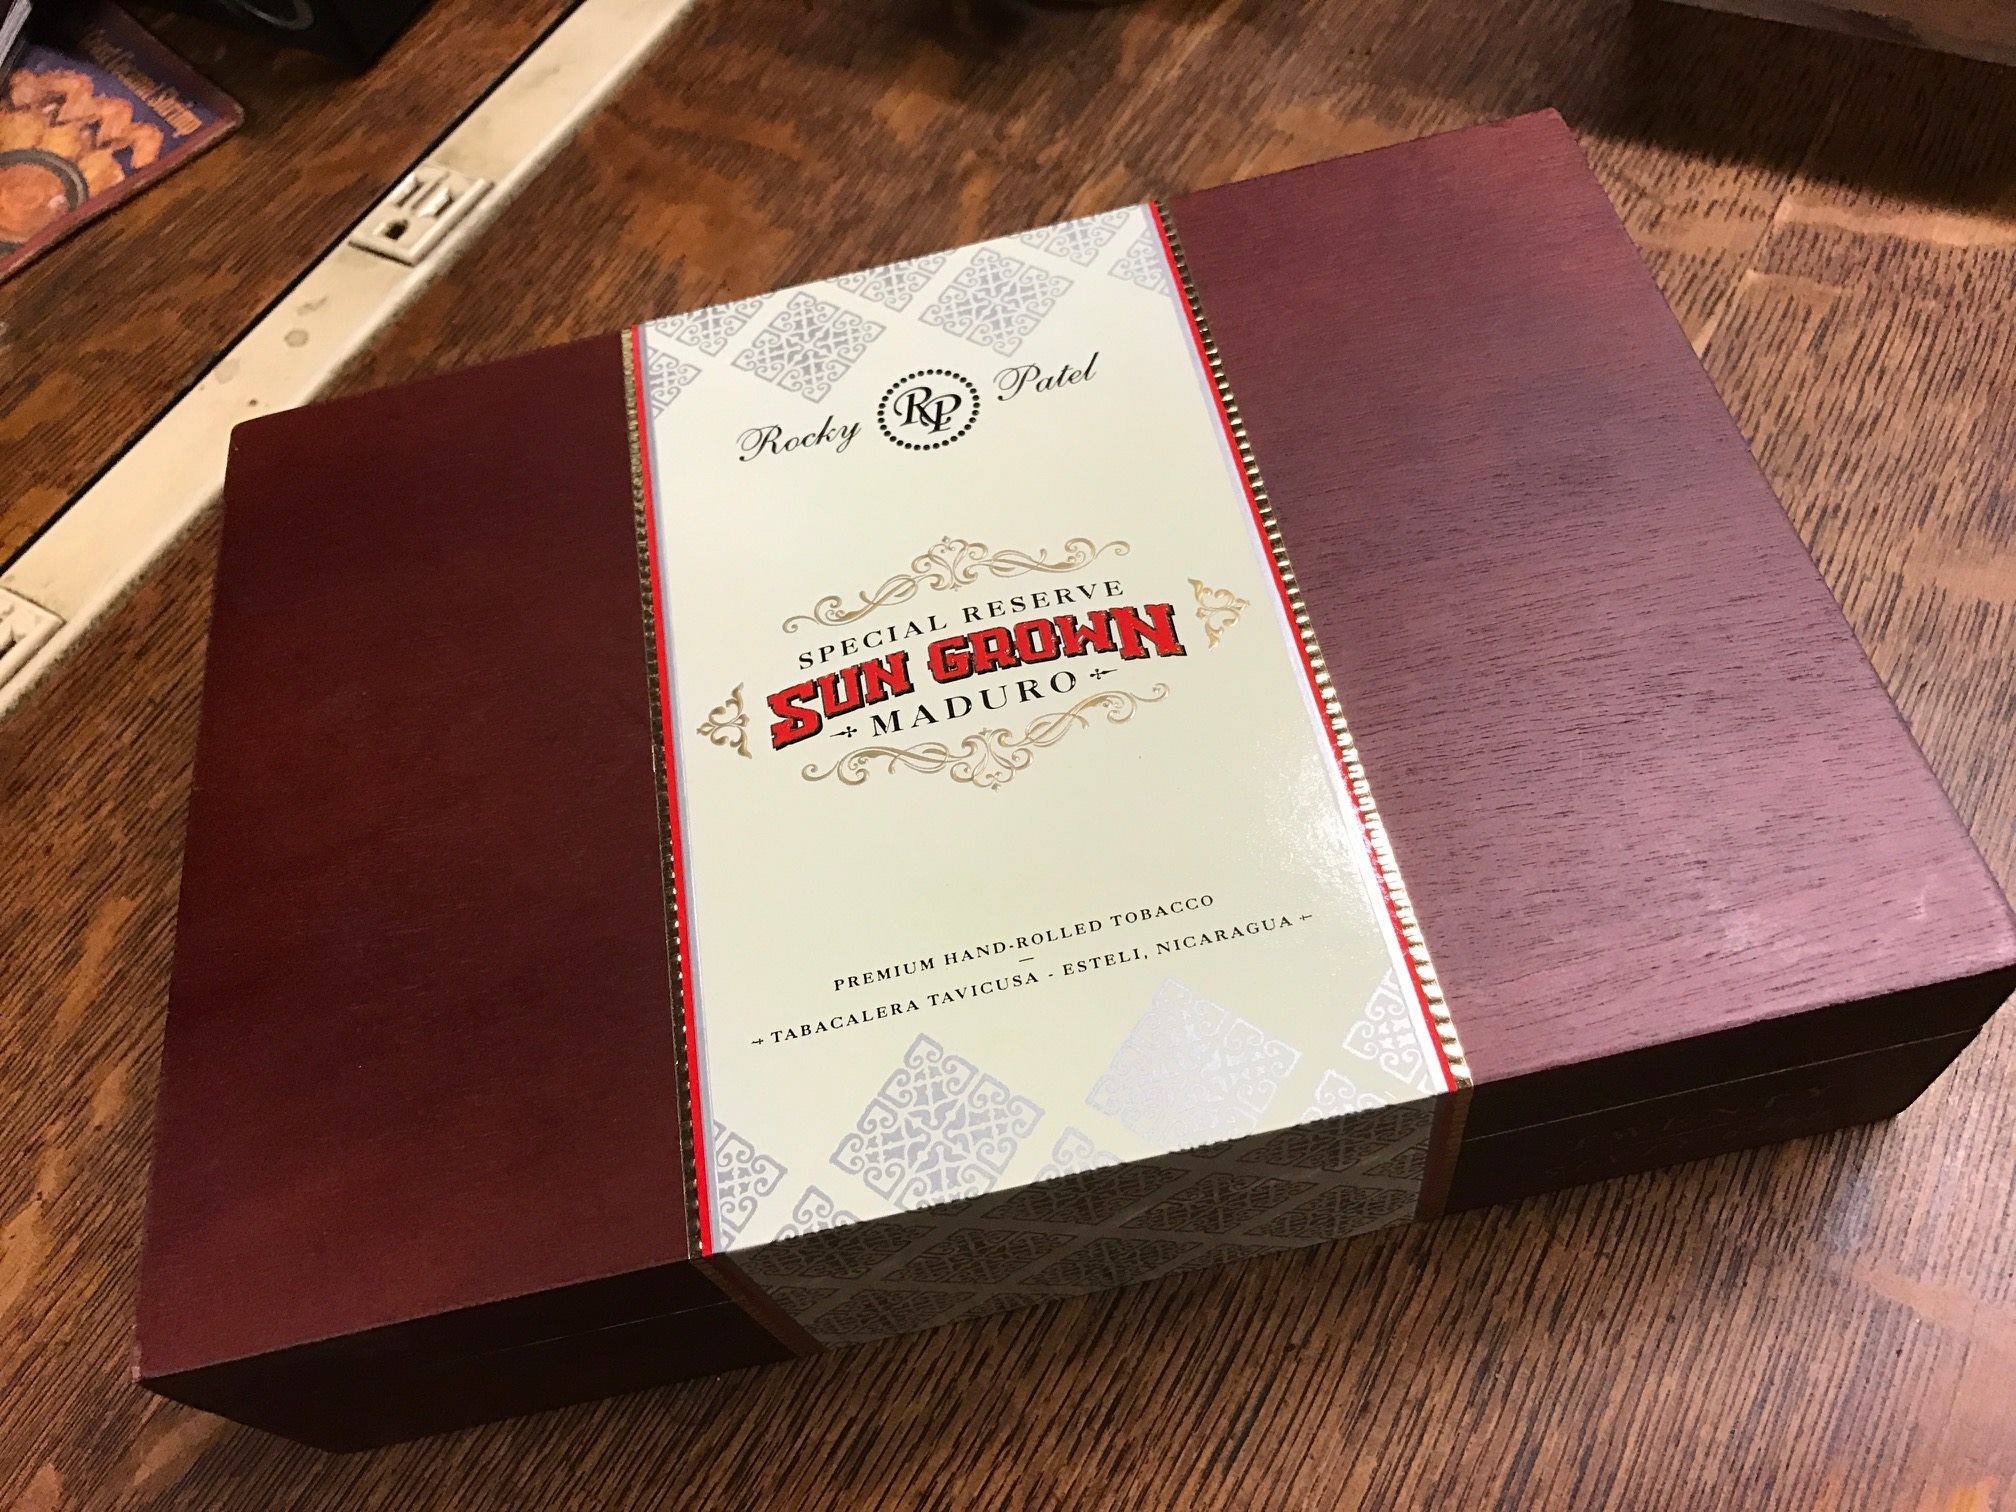 Rocky RP Patel
SPECIAL RESERVE
SUN GROWN
MADURO
PREMIUM HAND-ROLLED TOBACCO
TABACALERA TAVICUSA - ESTELI, NICARAGUA